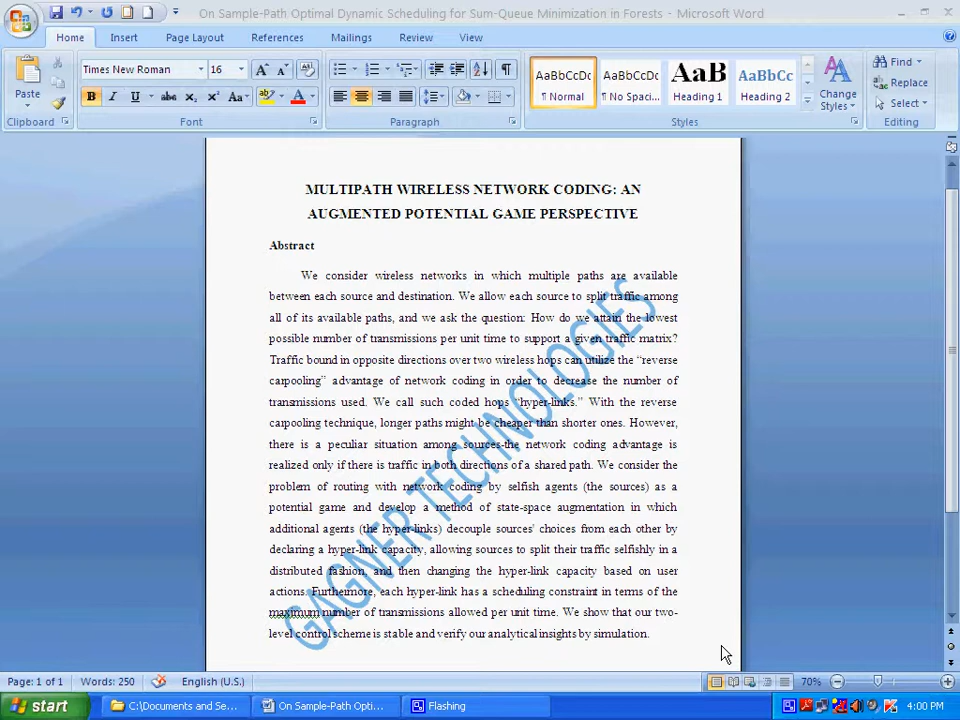 On Sample-Path Optimal Dynamic Scheduling for Sum-Queue Minimization in Forests - Microsoft Word
Home Insert Page Layout References Mailings Review View
Paste
Times New Roman 16
B I U abc x₂ x² Aa
AaBbCcDc AaBbCcDc AaB AaBbCc
¶ Normal ¶ No Spaci... Heading 1 Heading 2
Change Styles
Find
Replace
Select
Clipboard Font Paragraph Styles Editing
MULTIPATH WIRELESS NETWORK CODING: AN
AUGMENTED POTENTIAL GAME PERSPECTIVE
Abstract
We consider wireless networks in which multiple paths are available
between each source and destination. We allow each source to split traffic among
all of its available paths, and we ask the question: How do we attain the lowest
possible number of transmissions per unit time to support a given traffic matrix?
Traffic bound in opposite directions over two wireless hops can utilize the “reverse
carpooling” advantage of network coding in order to decrease the number of
transmissions used. We call such coded hops “hyper-links.” With the reverse
carpooling technique, longer paths might be cheaper than shorter ones. However,
there is a peculiar situation among sources-the network coding advantage is
realized only if there is traffic in both directions of a shared path. We consider the
problem of routing with network coding by selfish agents (the sources) as a
potential game and develop a method of state-space augmentation in which
additional agents (the hyper-links) decouple sources’ choices from each other by
declaring a hyper-link capacity, allowing sources to split their traffic selfishly in a
distributed fashion, and then changing the hyper-link capacity based on user
actions. Furthermore, each hyper-link has a scheduling constraint in terms of the
maximum number of transmissions allowed per unit time. We show that our two-
level control scheme is stable and verify our analytical insights by simulation.
GAGNER TECHNOLOGIES
Page: 1 of 1 Words: 250 English (U.S.) 70%
start C:\Documents and Se... On Sample-Path Opti... Flashing 4:00 PM